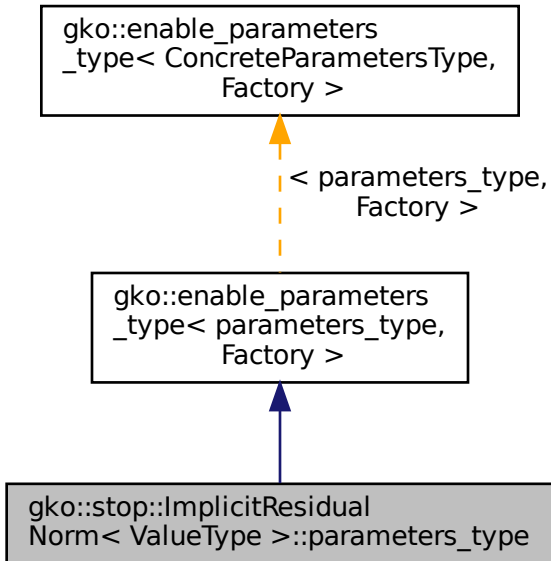 gko::enable_parameters
_type< ConcreteParametersType,
Factory >
< parameters_type,
Factory >
gko::enable_parameters
_type< parameters_type,
Factory >
gko::stop::ImplicitResidual
Norm< ValueType >::parameters_type